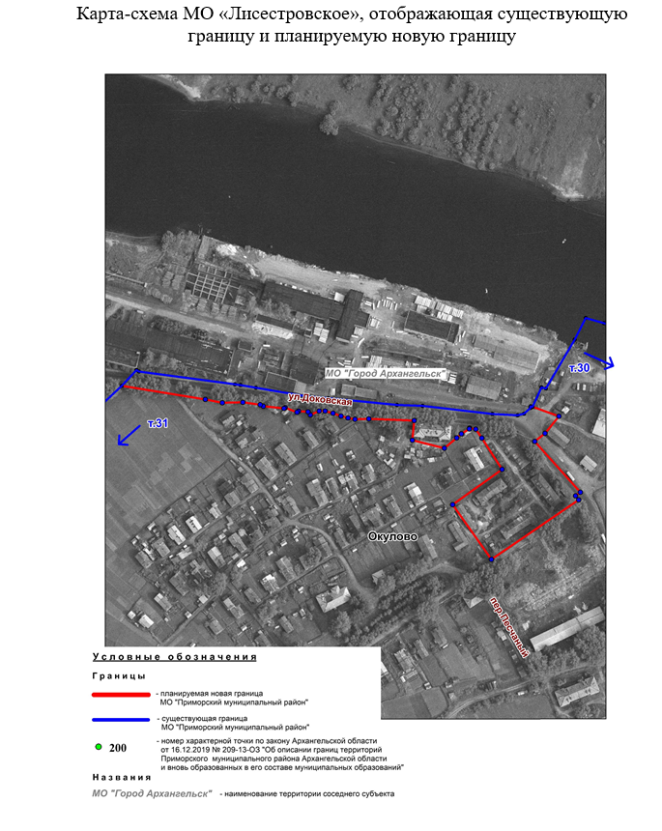 Карта-схема МО «Лисестровское», отображающая существующую
границу и планируемую новую границу
т.30
МО "Город Архангельск"
ул.Доковская
т.31
Окулово
пер.Песчаный
Условные обозначения
Границы
- планируемая новая граница
МО "Приморский муниципальный район"
- существующая граница
МО "Приморский муниципальный район"
200
- номер характерной точки по закону Архангельской области
от 16.12.2019 № 209-13-ОЗ "Об описании границ территорий
Приморского муниципального района Архангельской области
и вновь образованных в его составе муниципальных образований"
Названия
МО "Город Архангельск" - наименование территории соседнего субъекта